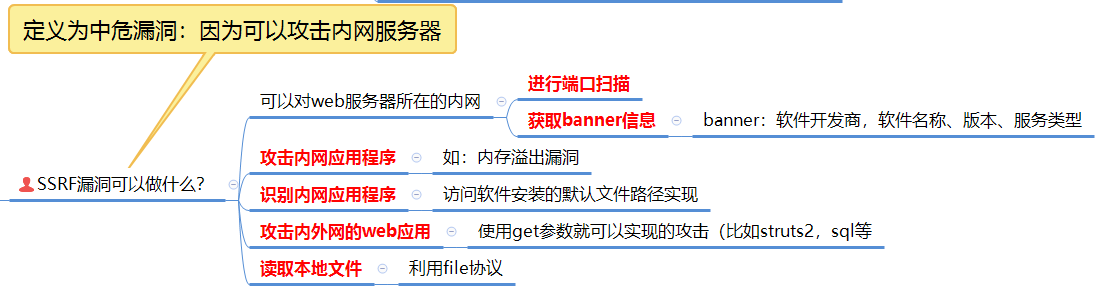 定义为中危漏洞：因为可以攻击内网服务器
SSRF漏洞可以做什么？
可以对web服务器所在的内网
进行端口扫描
获取banner信息
banner：软件开发商，软件名称、版本、服务类型
攻击内网应用程序
如：内存溢出漏洞
识别内网应用程序
访问软件安装的默认文件路径实现
攻击内外网的web应用
使用get参数就可以实现的攻击（比如struts2，sql等
读取本地文件
利用file协议